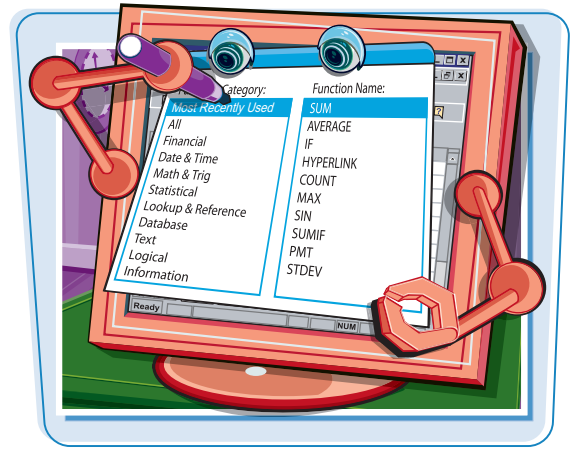 Category:
Most Recently Used
All
Financial
Date & Time
Math & Trig
Statistical
Lookup & Reference
Database
Text
Logical
Information
Function Name:
SUM
AVERAGE
IF
HYPERLINK
COUNT
MAX
SIN
SUMIF
PMT
STDEV
Ready
NUM